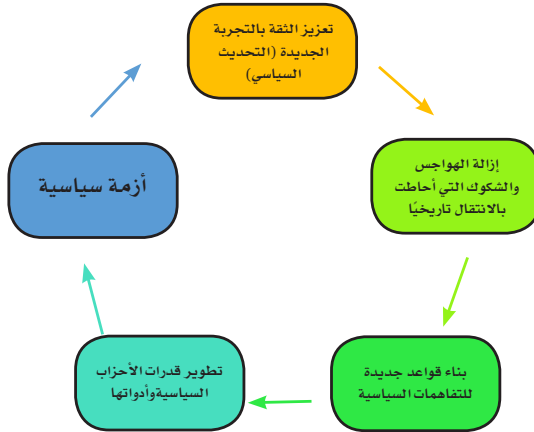 تعزيز الثقة بالتجربة
الجديدة (التحديث
السياسي)
إزالة الهواجس
والشكوك التي أحاطت
بالانتقال تاريخيًا
بناء قواعد جديدة
للتفاهمات السياسية
تطوير قدرات الأحزاب
السياسيةوأدواتها
أزمة سياسية